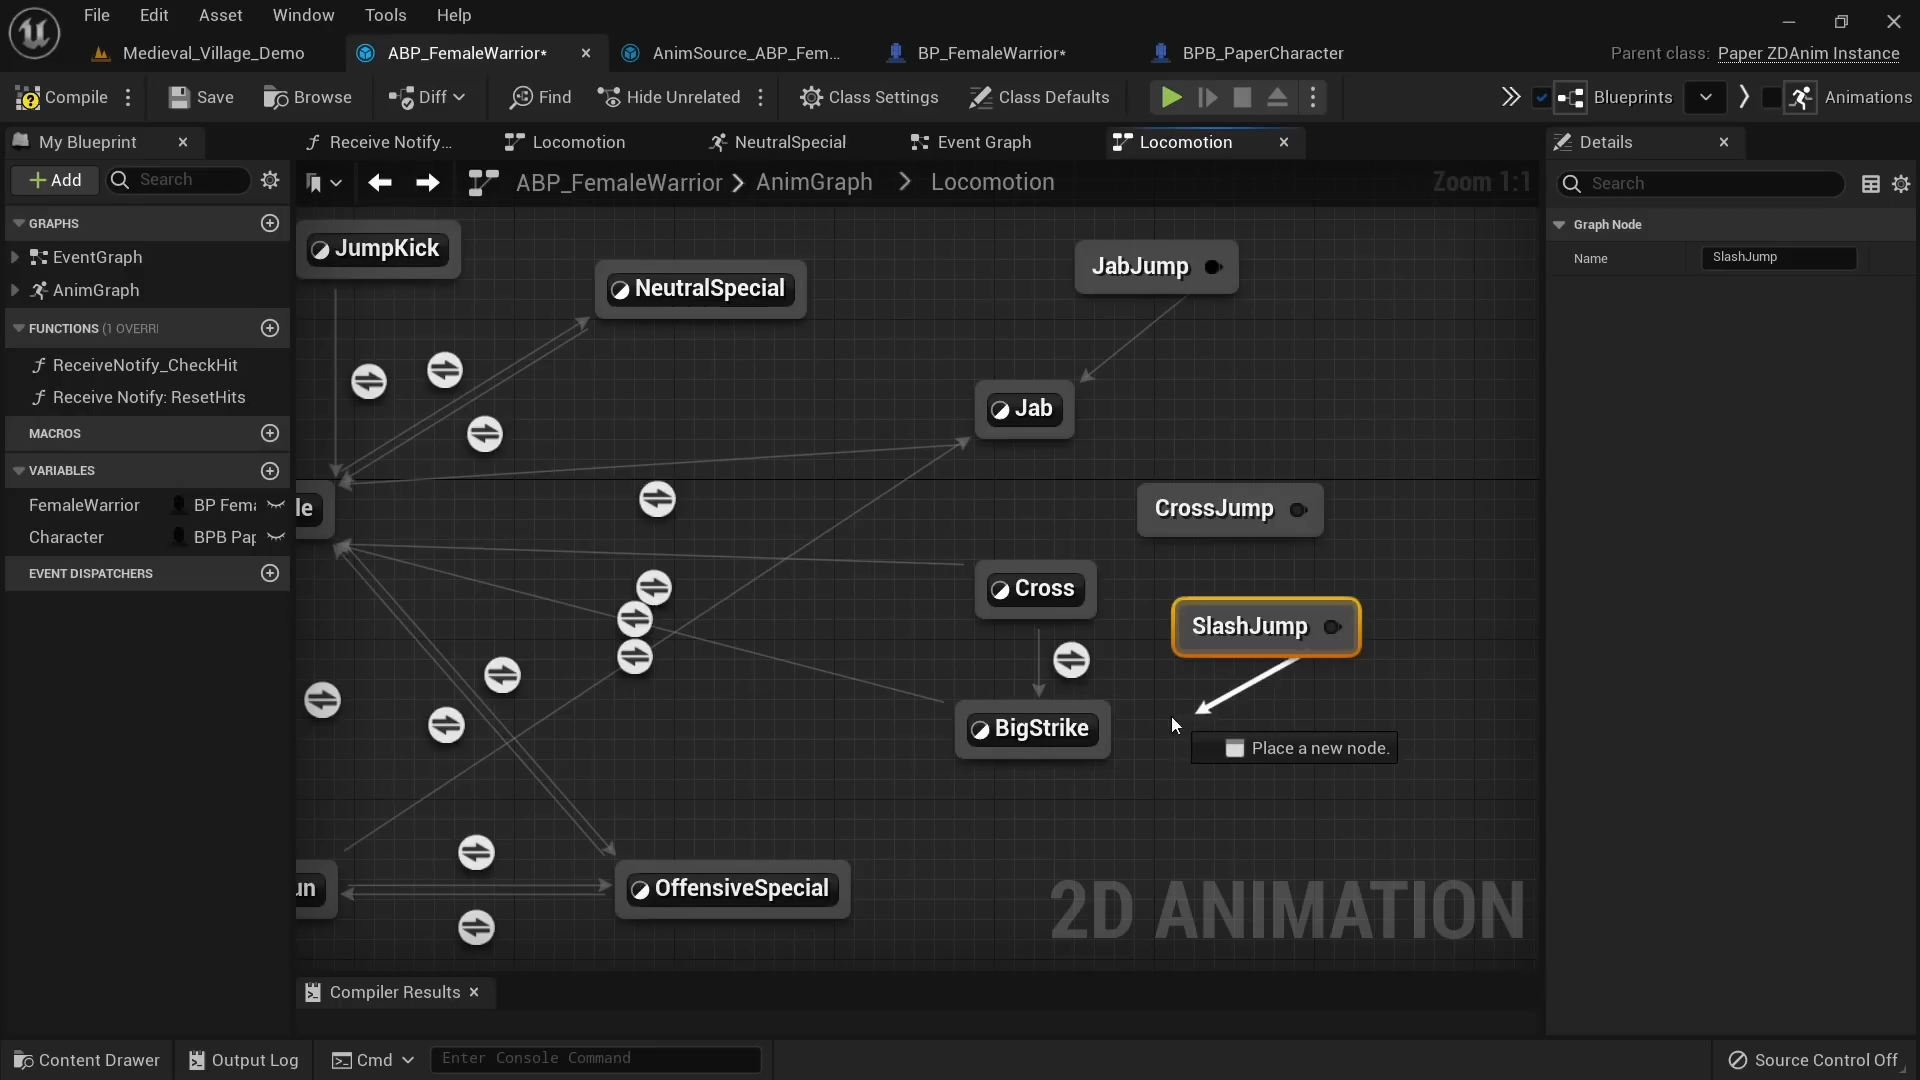 File Edit Asset Window Tools Help
Medieval_Village_Demo ABP_FemaleWarrior* AnimSource_ABP_Fem... BP_FemaleWarrior* BPB_PaperCharacter Parent class: Paper ZDAnim Instance
Compile Save Browse Diff Find Hide Unrelated Class Settings Class Defaults Blueprints Animations
My Blueprint Receive Notify... Locomotion NeutralSpecial Event Graph Locomotion Details
Add Search ABP_FemaleWarrior AnimGraph Locomotion Zoom 1:1 Search
GRAPHS
EventGraph
AnimGraph
FUNCTIONS (1 OVERRI
ReceiveNotify_CheckHit
Receive Notify: ResetHits
MACROS
VARIABLES
FemaleWarrior BP Fema
Character BPB Pap
EVENT DISPATCHERS
JumpKick
NeutralSpecial
JabJump
Jab
le
CrossJump
Cross
SlashJump
BigStrike
Place a new node.
un
OffensiveSpecial
2D ANIMATION
Graph Node
Name SlashJump
Compiler Results
Content Drawer Output Log Cmd Enter Console Command Source Control Off